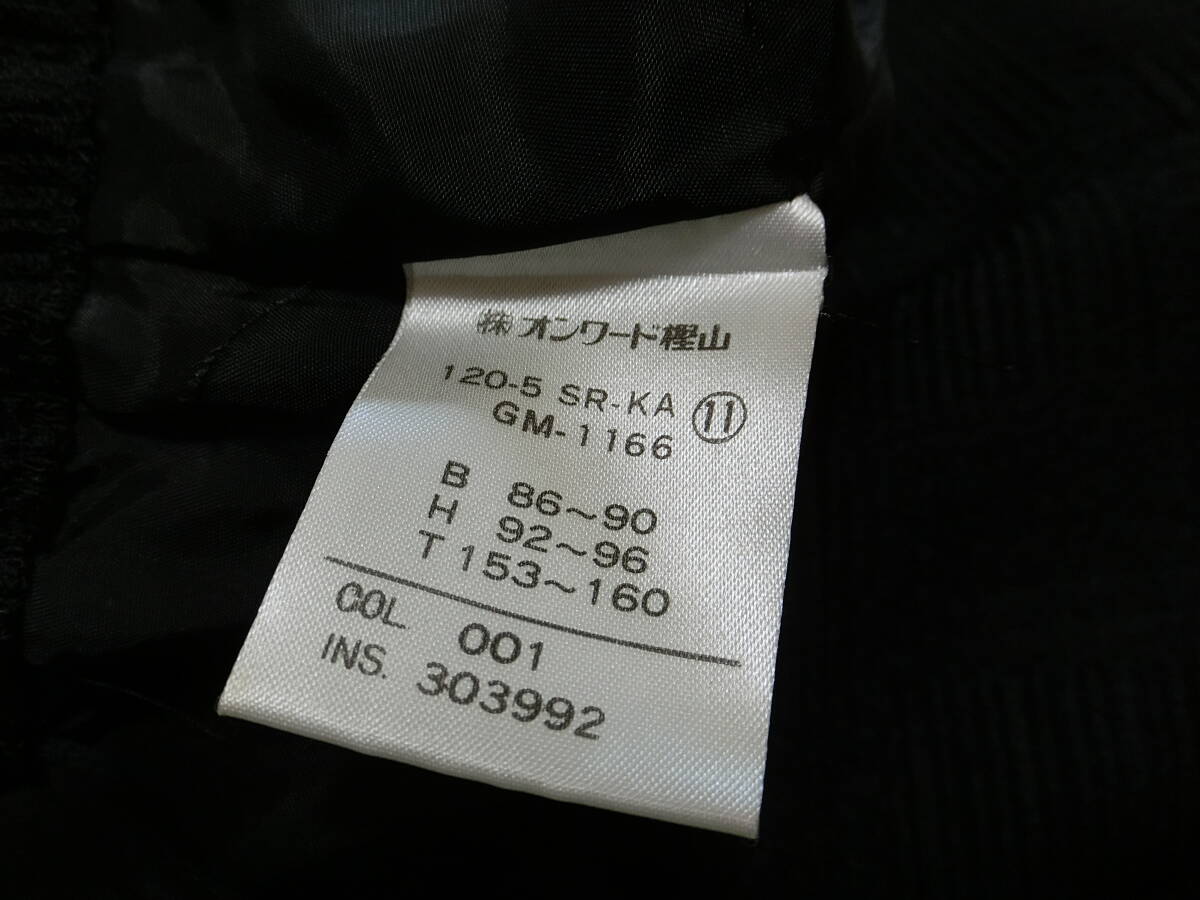 ㈱オンワード樫山
120-5 SR-KA ⑪
GM-1166
B 86~90
H 92~96
T 153~160
COL. 001
INS. 303992